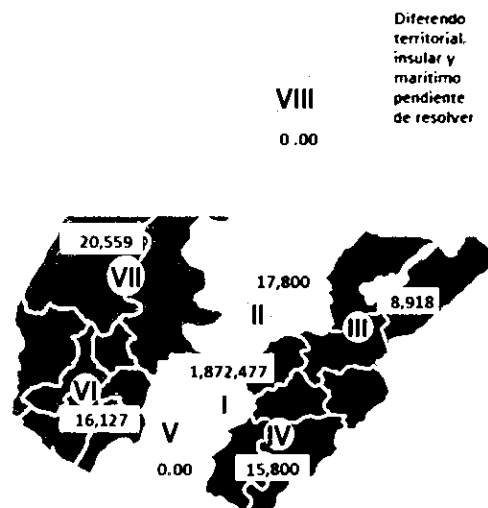 Diferendo
territorial,
insular y
marítimo
pendiente
de resolver
VIII
0.00
20,559
VII
17,800
II
8,918
III
1,872,477
I
VI
16,127
V
0.00
IV
15,800